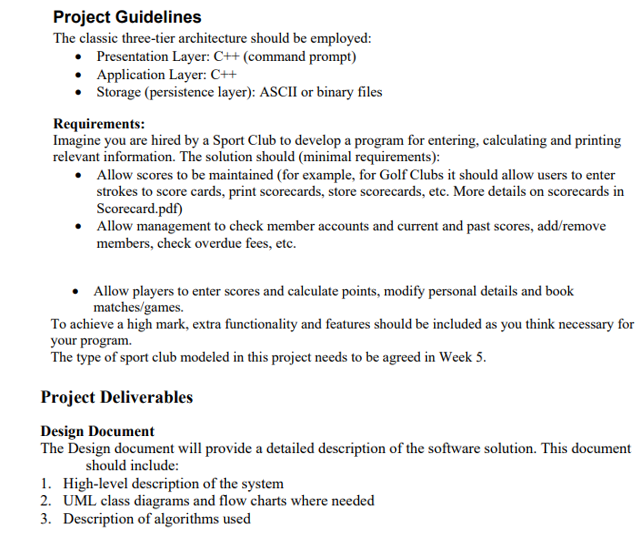 Project Guidelines
The classic three-tier architecture should be employed:
• Presentation Layer: C++ (command prompt)
• Application Layer: C++
• Storage (persistence layer): ASCII or binary files
Requirements:
Imagine you are hired by a Sport Club to develop a program for entering, calculating and printing
relevant information. The solution should (minimal requirements):
• Allow scores to be maintained (for example, for Golf Clubs it should allow users to enter
strokes to score cards, print scorecards, store scorecards, etc. More details on scorecards in
Scorecard.pdf)
• Allow management to check member accounts and current and past scores, add/remove
members, check overdue fees, etc.
• Allow players to enter scores and calculate points, modify personal details and book
matches/games.
To achieve a high mark, extra functionality and features should be included as you think necessary for
your program.
The type of sport club modeled in this project needs to be agreed in Week 5.
Project Deliverables
Design Document
The Design document will provide a detailed description of the software solution. This document
should include:
1. High-level description of the system
2. UML class diagrams and flow charts where needed
3. Description of algorithms used